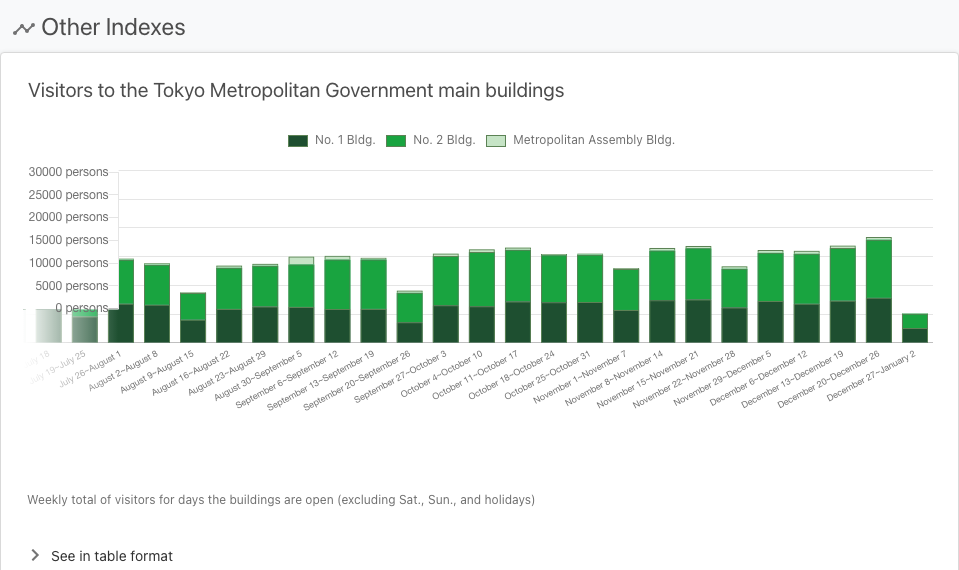 Other Indexes
Visitors to the Tokyo Metropolitan Government main buildings
No. 1 Bldg. No. 2 Bldg. Metropolitan Assembly Bldg.
30000 persons
25000 persons
20000 persons
15000 persons
10000 persons
5000 persons
0 persons
18
July 19~July 25
July 26~August 1
August 2~August 8
August 9~August 15
August 16~August 22
August 23~August 29
August 30~September 5
September 6~September 12
September 13~September 19
September 20~September 26
September 27~October 3
October 4~October 10
October 11~October 17
October 18~October 24
October 25~October 31
November 1~November 7
November 8~November 14
November 15~November 21
November 22~November 28
November 29~December 5
December 6~December 12
December 13~December 19
December 20~December 26
December 27~January 2
Weekly total of visitors for days the buildings are open (excluding Sat., Sun., and holidays)
See in table format